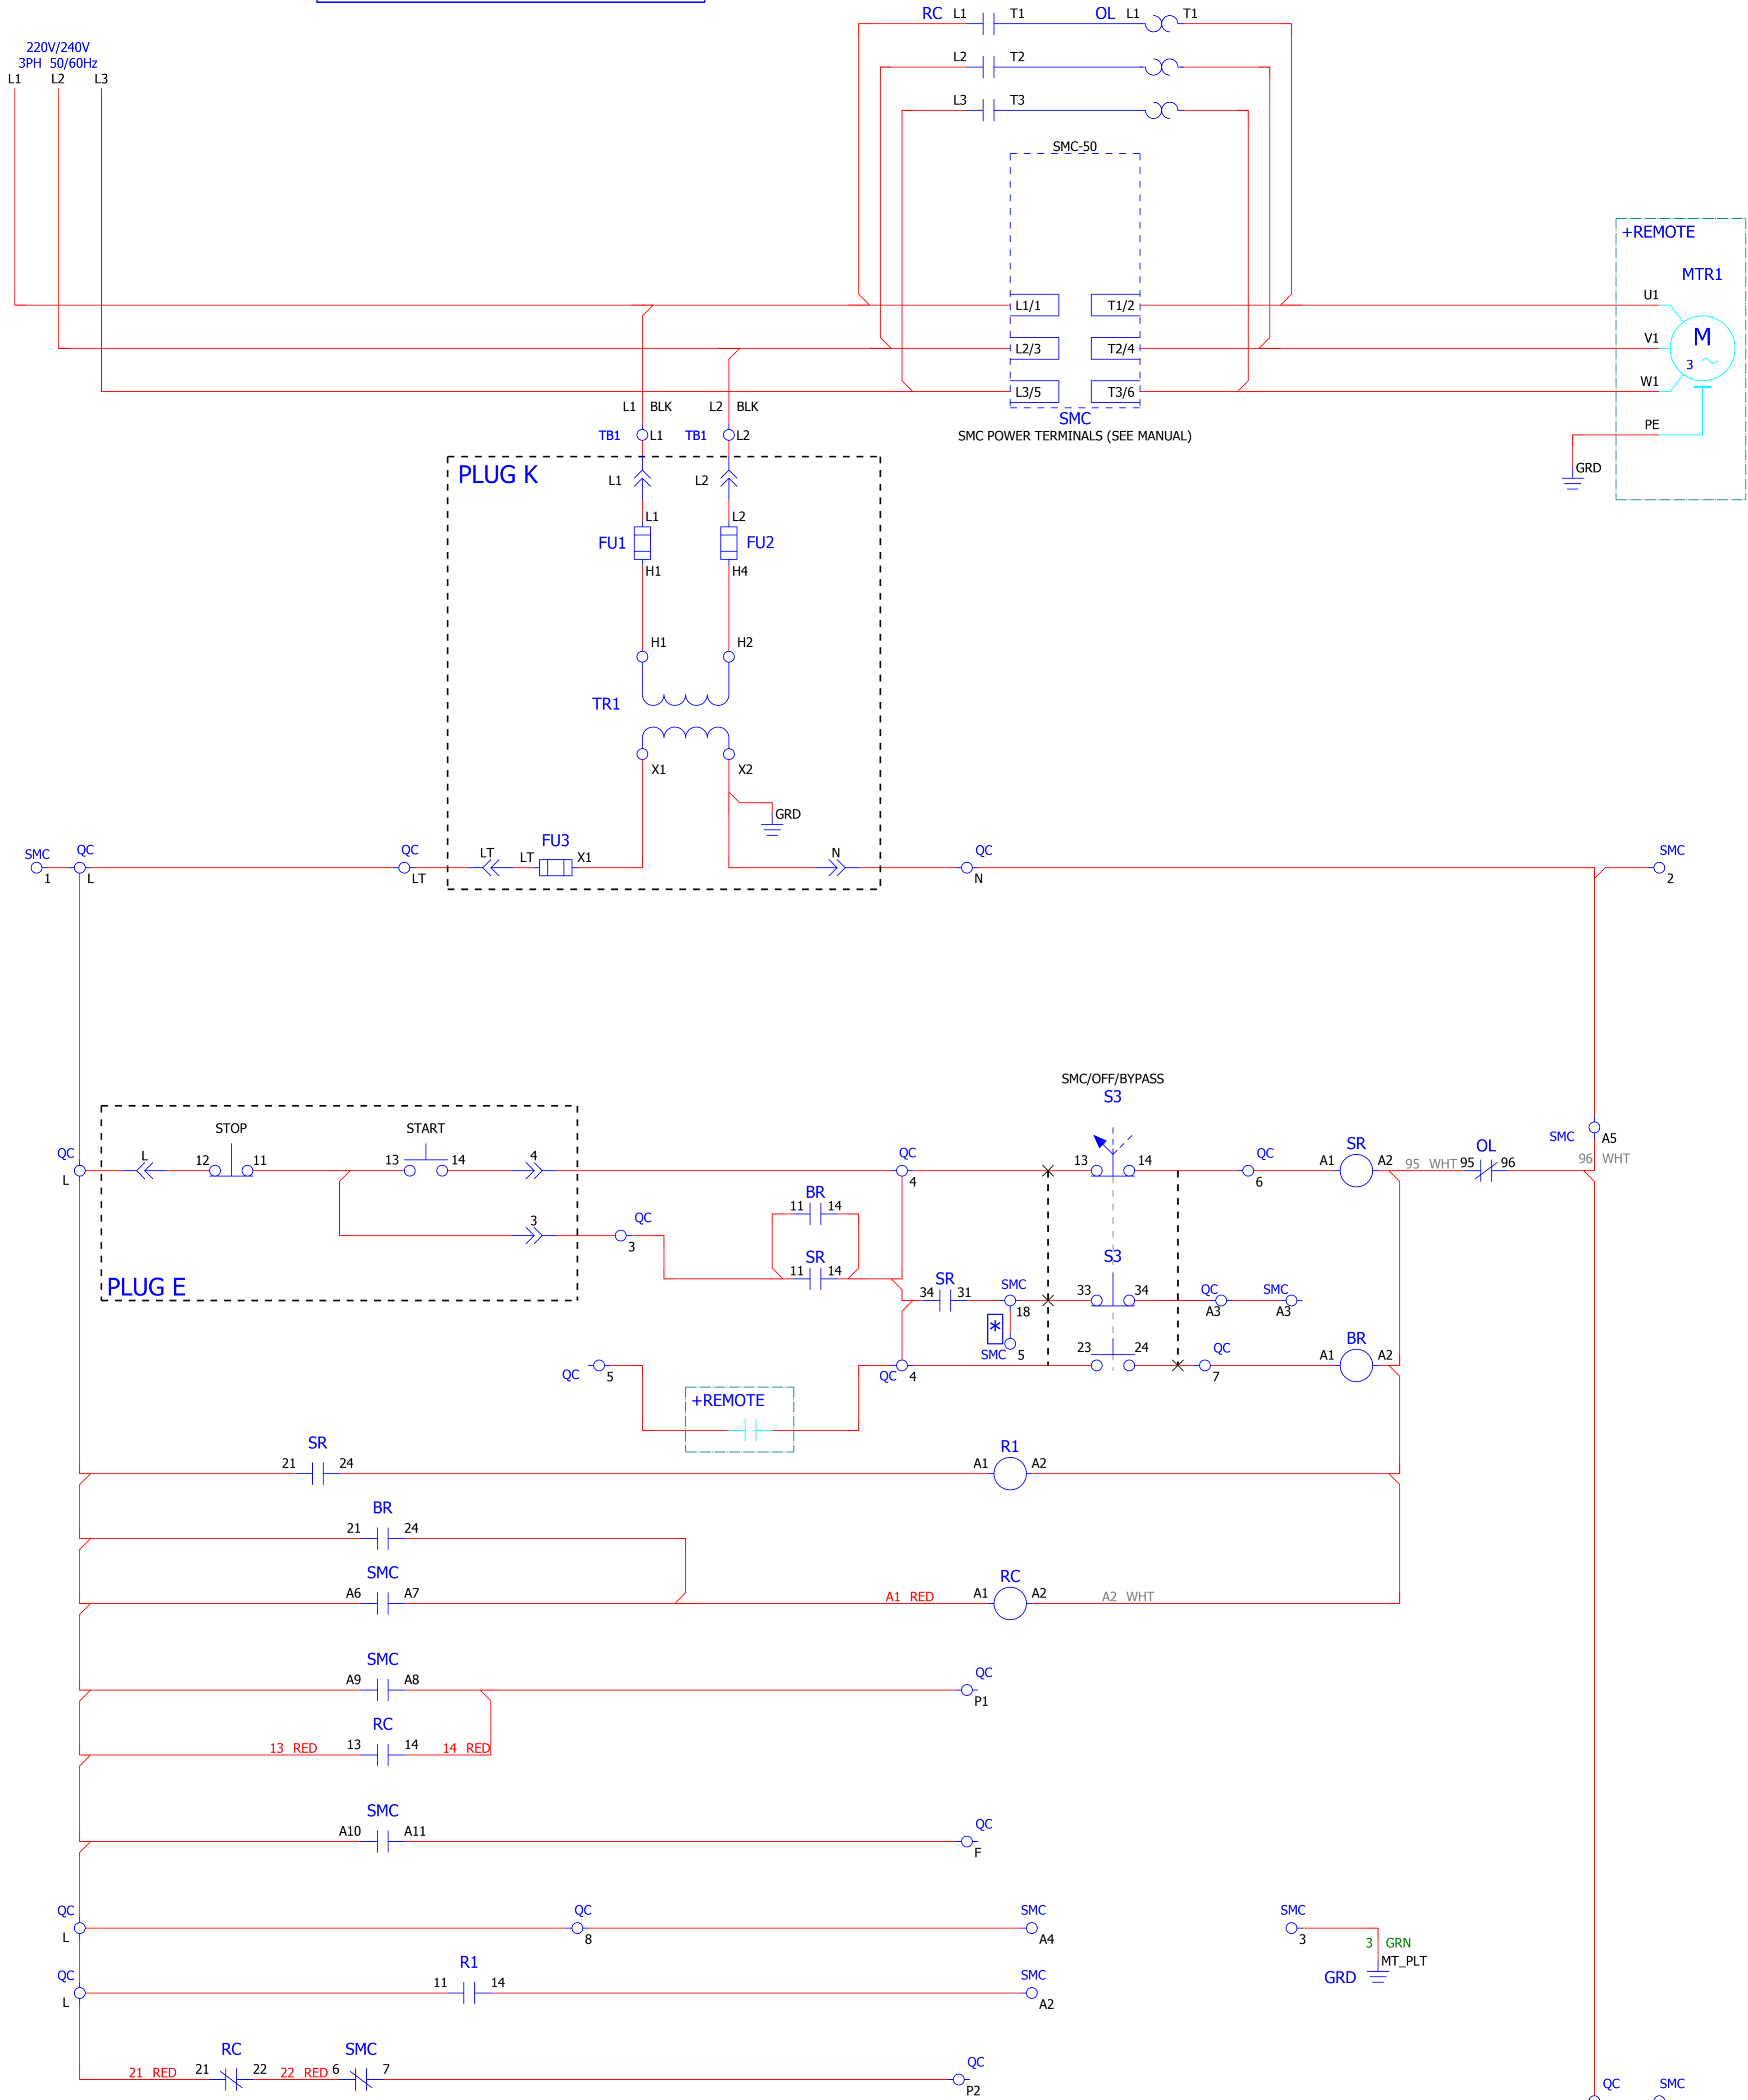 RC L1 T1 OL L1 T1
220V/240V
3PH 50/60Hz
L1 L2 L3
L2 T2
L3 T3
SMC-50
+REMOTE
MTR1
U1
L1/1 T1/2
V1
M
3
L2/3 T2/4
W1
L3/5 T3/6
L1 BLK L2 BLK
SMC
PE
TB1 L1 TB1 L2
SMC POWER TERMINALS (SEE MANUAL)
GRD
PLUG K
L1 L2
L1 L2
FU1 FU2
H1 H4
H1 H2
TR1
X1 X2
GRD
FU3
SMC QC QC LT LT X1 N QC SMC
1 L LT N 2
SMC/OFF/BYPASS
S3
STOP START
SMC A5
QC L 12 11 13 14 4 QC 13 14 QC SR A1 A2 95 WHT 95 OL 96 96 WHT
L 4 6
BR
11 14
3 QC
3
SR
11 14
S3
PLUG E
SR
34 31 SMC 33 34 QC SMC
18 A3 A3
*
SMC 5
23 24 QC BR A1 A2
QC 5 QC 4 7
+REMOTE
SR
21 24 R1 A1 A2
BR
21 24
SMC
A6 A7 A1 RED RC A1 A2 A2 WHT
SMC
A9 A8 QC
P1
RC
13 RED 13 14 14 RED
SMC
A10 A11 QC
F
QC QC SMC SMC
L 8 A4 3
3 GRN
MT_PLT
GRD
QC R1 SMC
L 11 14 A2
RC SMC
21 RED 21 22 22 RED 6 7 QC
P2
QC SMC